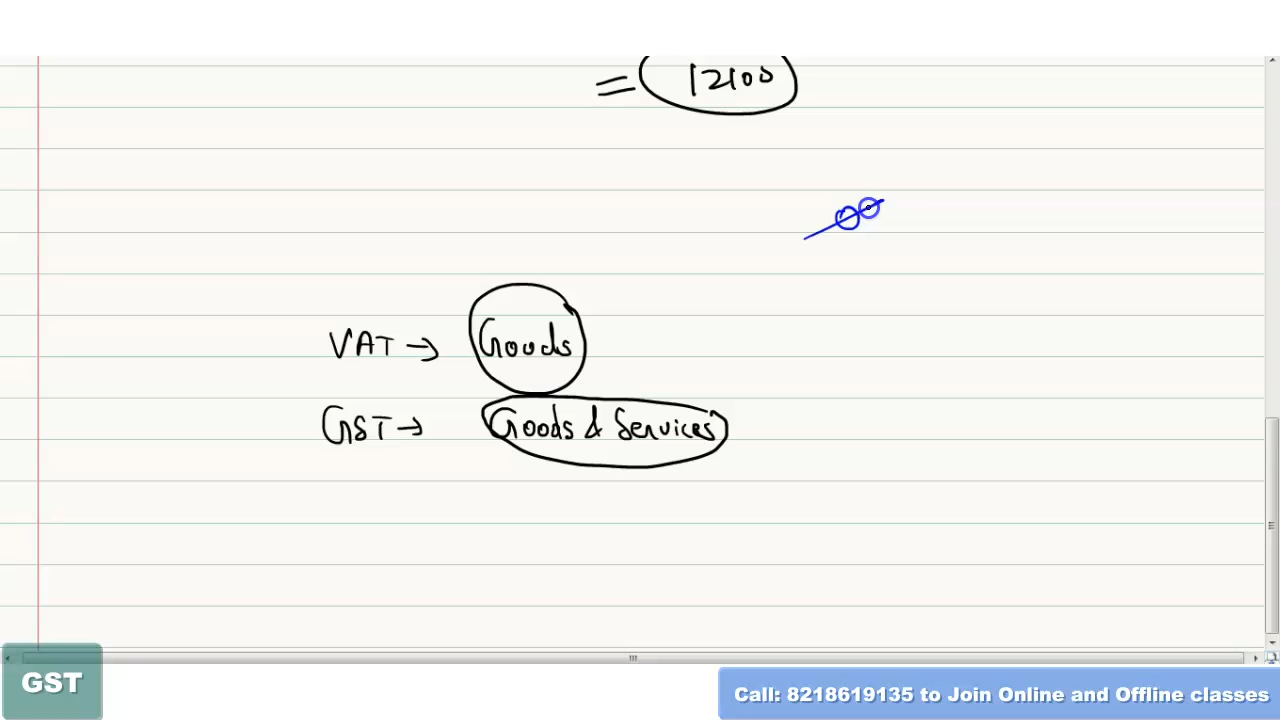 = 12100
VAT → Goods
GST → Goods & Services
GST
Call: 8218619135 to Join Online and Offline classes